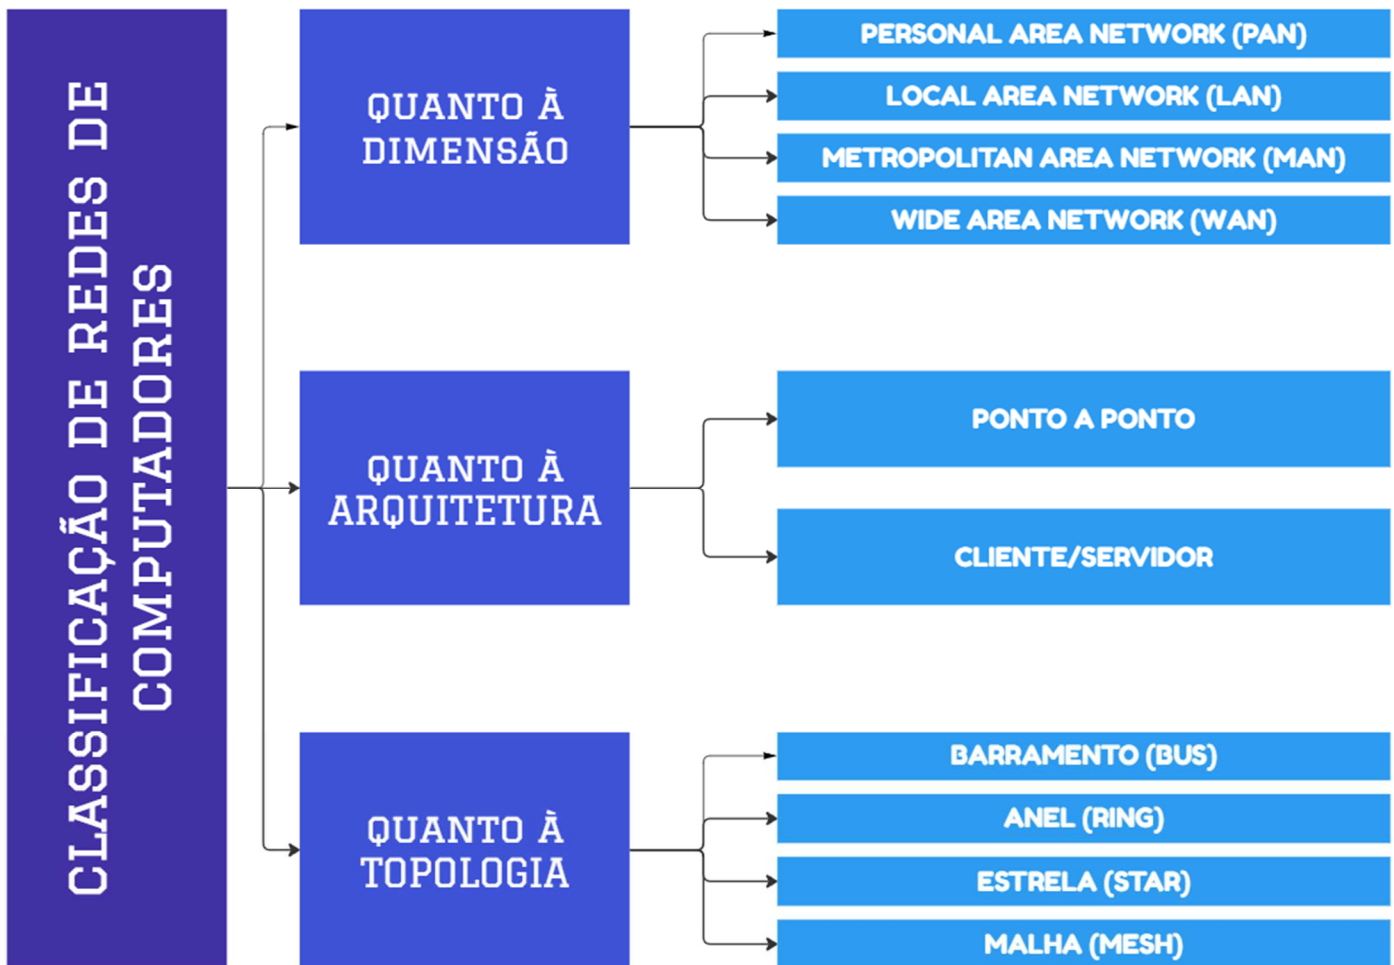 CLASSIFICAÇÃO DE REDES DE
COMPUTADORES
QUANTO À
DIMENSÃO
PERSONAL AREA NETWORK (PAN)
LOCAL AREA NETWORK (LAN)
METROPOLITAN AREA NETWORK (MAN)
WIDE AREA NETWORK (WAN)
QUANTO À
ARQUITETURA
PONTO A PONTO
CLIENTE/SERVIDOR
QUANTO À
TOPOLOGIA
BARRAMENTO (BUS)
ANEL (RING)
ESTRELA (STAR)
MALHA (MESH)